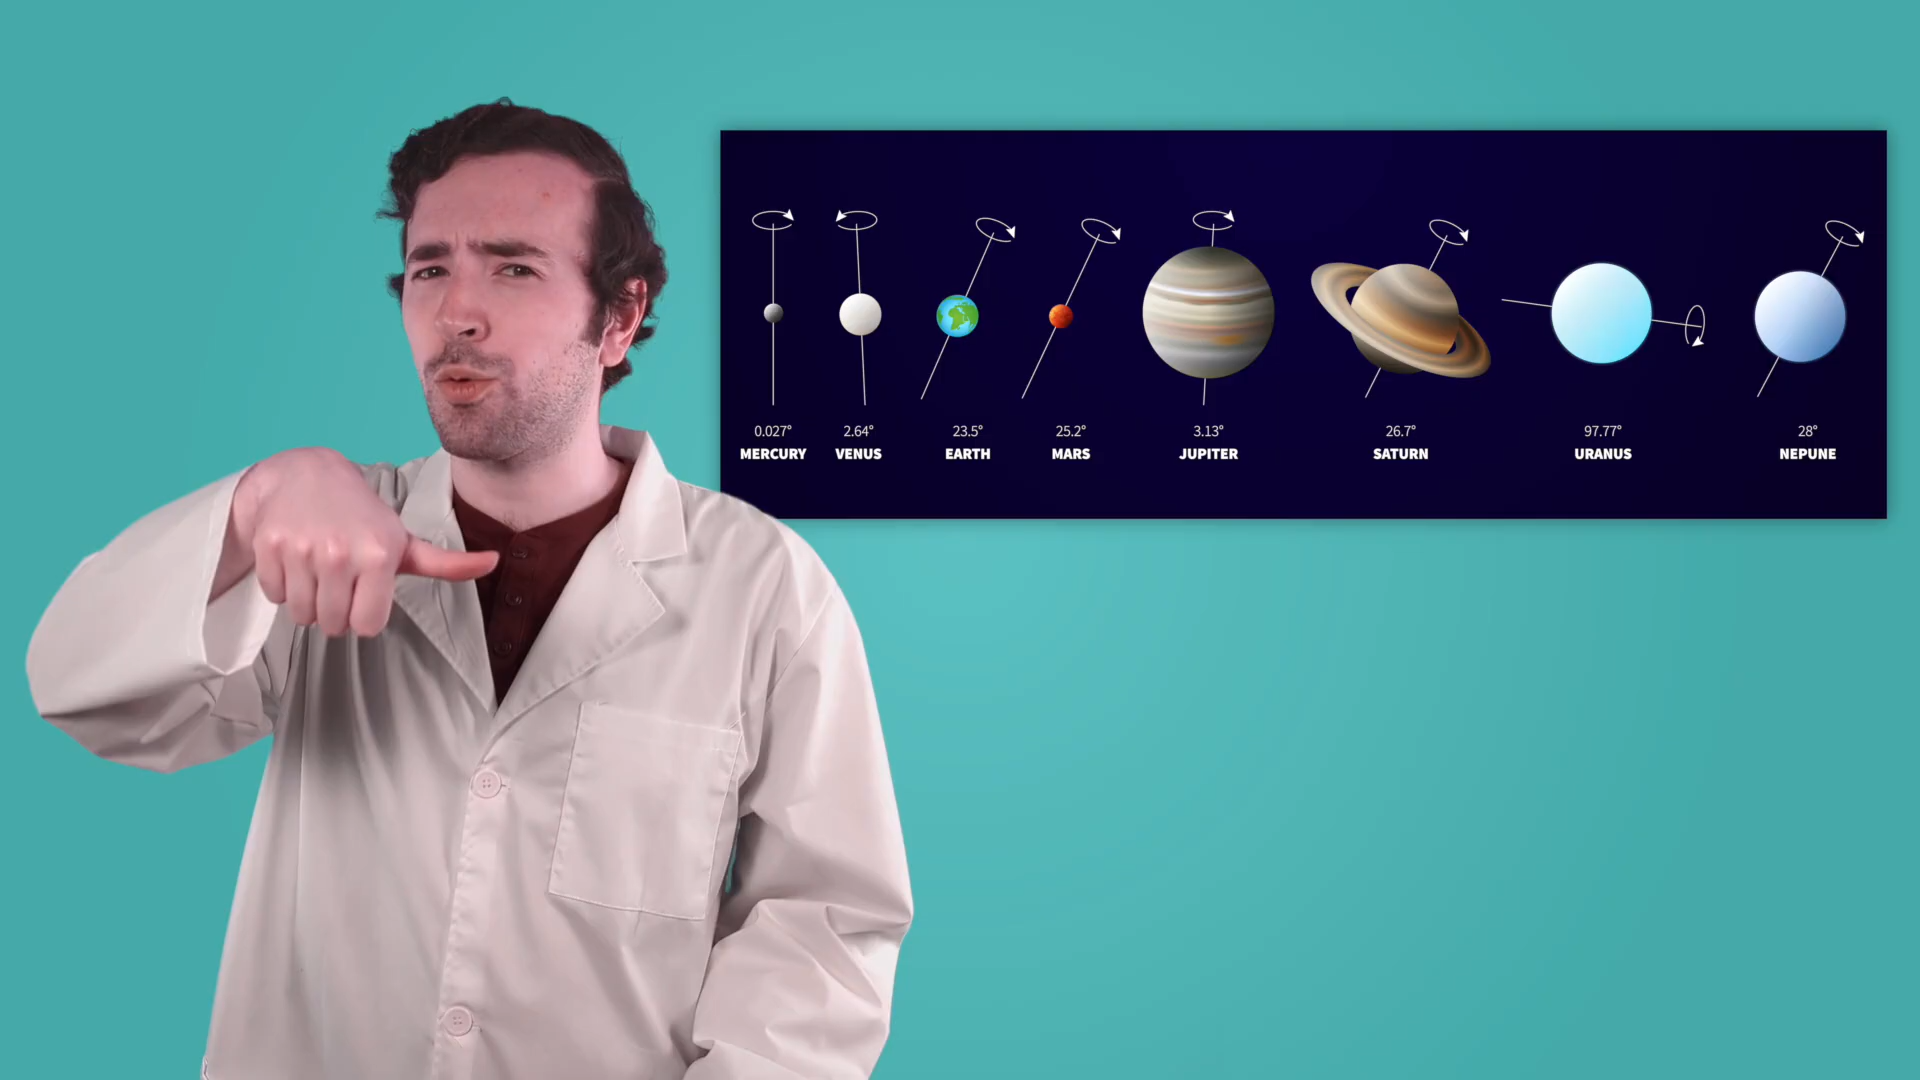 0.027° 2.64° 23.5° 25.2° 3.13° 26.7° 97.77° 28°
MERCURY VENUS EARTH MARS JUPITER SATURN URANUS NEPUNE